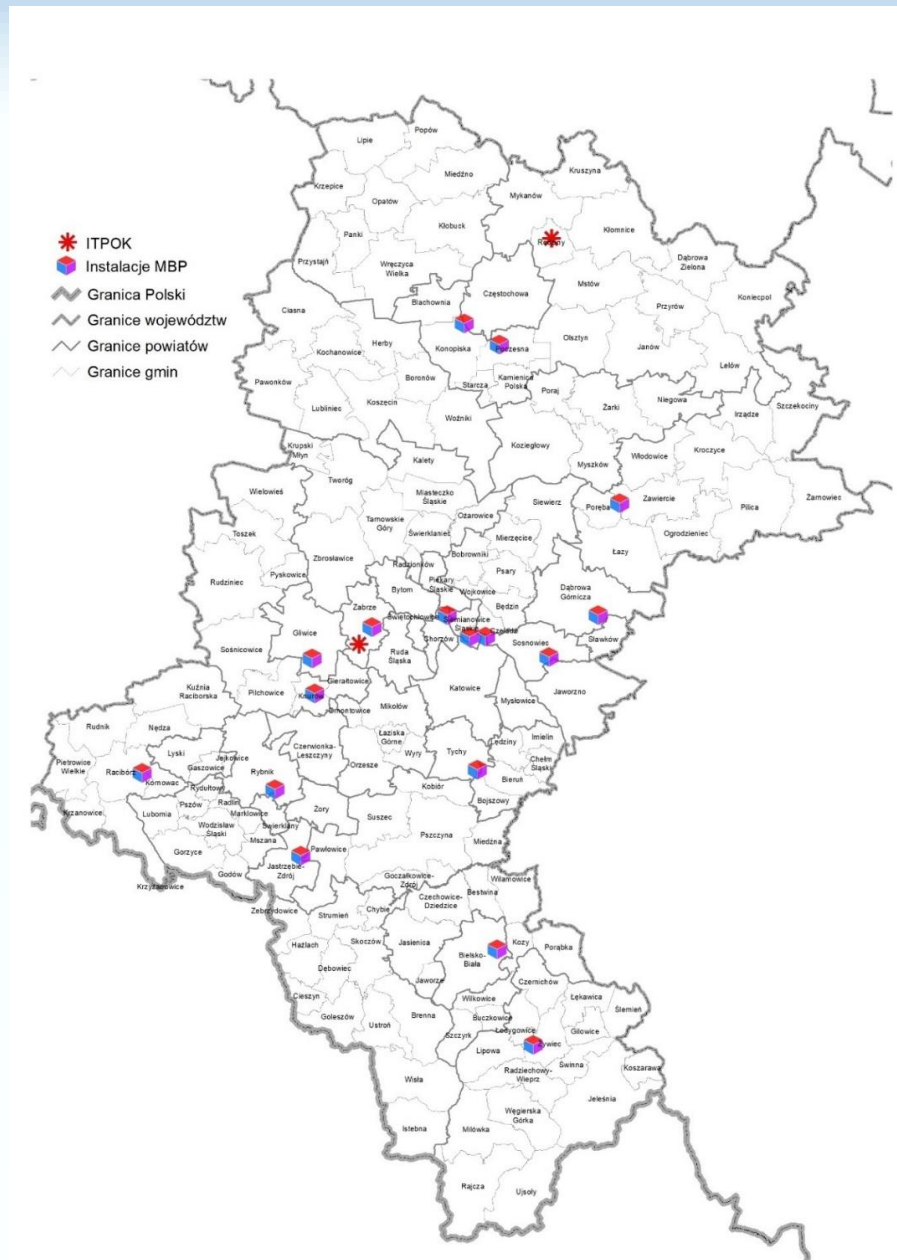 ITPOK
Instalacje MBP
Granica Polski
Granice województw
Granice powiatów
Granice gmin
Popów
Lipie
Kruszyna
Miedźno
Krzepice
Mykanów
Opatów
Kłobuck
Kłomnice
Panki
Rędziny
Przystajń
Wręczyca
Wielka
Dąbrowa
Zielona
Mstów
Częstochowa
Koniecpol
Blachownia
Przyrów
Ciasna
Olsztyn
Janów
Herby
Konopiska
Poczesna
Kochanowice
Lelów
Boronów
Kamienica
Polska
Pawonków
Starcza
Poraj
Niegowa
Koszęcin
Żarki
Szczekociny
Lubliniec
Irządze
Woźniki
Koziegłowy
Kroczyce
Krupski
Młyn
Włodowice
Kalety
Myszków
Tworóg
Wielowieś
Miasteczko
Śląskie
Siewierz
Zawiercie
Żarnowiec
Poręba
Pilica
Ożarowice
Tarnowskie
Góry
Toszek
Świerklaniec
Mierzęcice
Ogrodzieniec
Bobrowniki
Łazy
Zbrosławice
Radzionków
Psary
Pyskowice
Rudziniec
Piekary
Śląskie
Wojkowice
Bytom
Dąbrowa
Górnicza
Zabrze
Będzin
Świętochłowice
Siemianowice
Śląskie
Czeladź
Gliwice
Chorzów
Sosnowiec
Sławków
Sośnicowice
Ruda
Śląska
Gierałtowice
Katowice
Kuźnia
Raciborska
Pilchowice
Knurów
Jaworzno
Mikołów
Mysłowice
Ornontowice
Rudnik
Nędza
Łaziska
Górne
Lędziny
Imielin
Czerwionka-
Leszczyny
Lyski
Wyry
Tychy
Chełm
Śląski
Jejkowice
Pietrowice
Wielkie
Orzesze
Gaszowice
Rybnik
Racibórz
Bieruń
Kornowac
Rydułtowy
Kobiór
Bojszowy
Pszów
Radlin
Żory
Krzanowice
Lubomia
Marklowice
Suszec
Wodzisław
Śląski
Świerklany
Pszczyna
Mszana
Miedźna
Gorzyce
Pawłowice
Jastrzębie-
Zdrój
Godów
Goczałkowice-
Zdrój
Wilamowice
Krzyżanowice
Bestwina
Czechowice-
Dziedzice
Zebrzydowice
Strumień
Chybie
Hażlach
Skoczów
Jasienica
Kozy
Porąbka
Bielsko-
Biała
Dębowiec
Jaworze
Czernichów
Cieszyn
Wilkowice
Łękawica
Goleszów
Brenna
Buczkowice
Ślemień
Ustroń
Łodygowice
Gilowice
Szczyrk
Żywiec
Lipowa
Świnna
Koszarawa
Radziechowy-
Wieprz
Wisła
Jeleśnia
Węgierska
Górka
Istebna
Milówka
Rajcza
Ujsoły